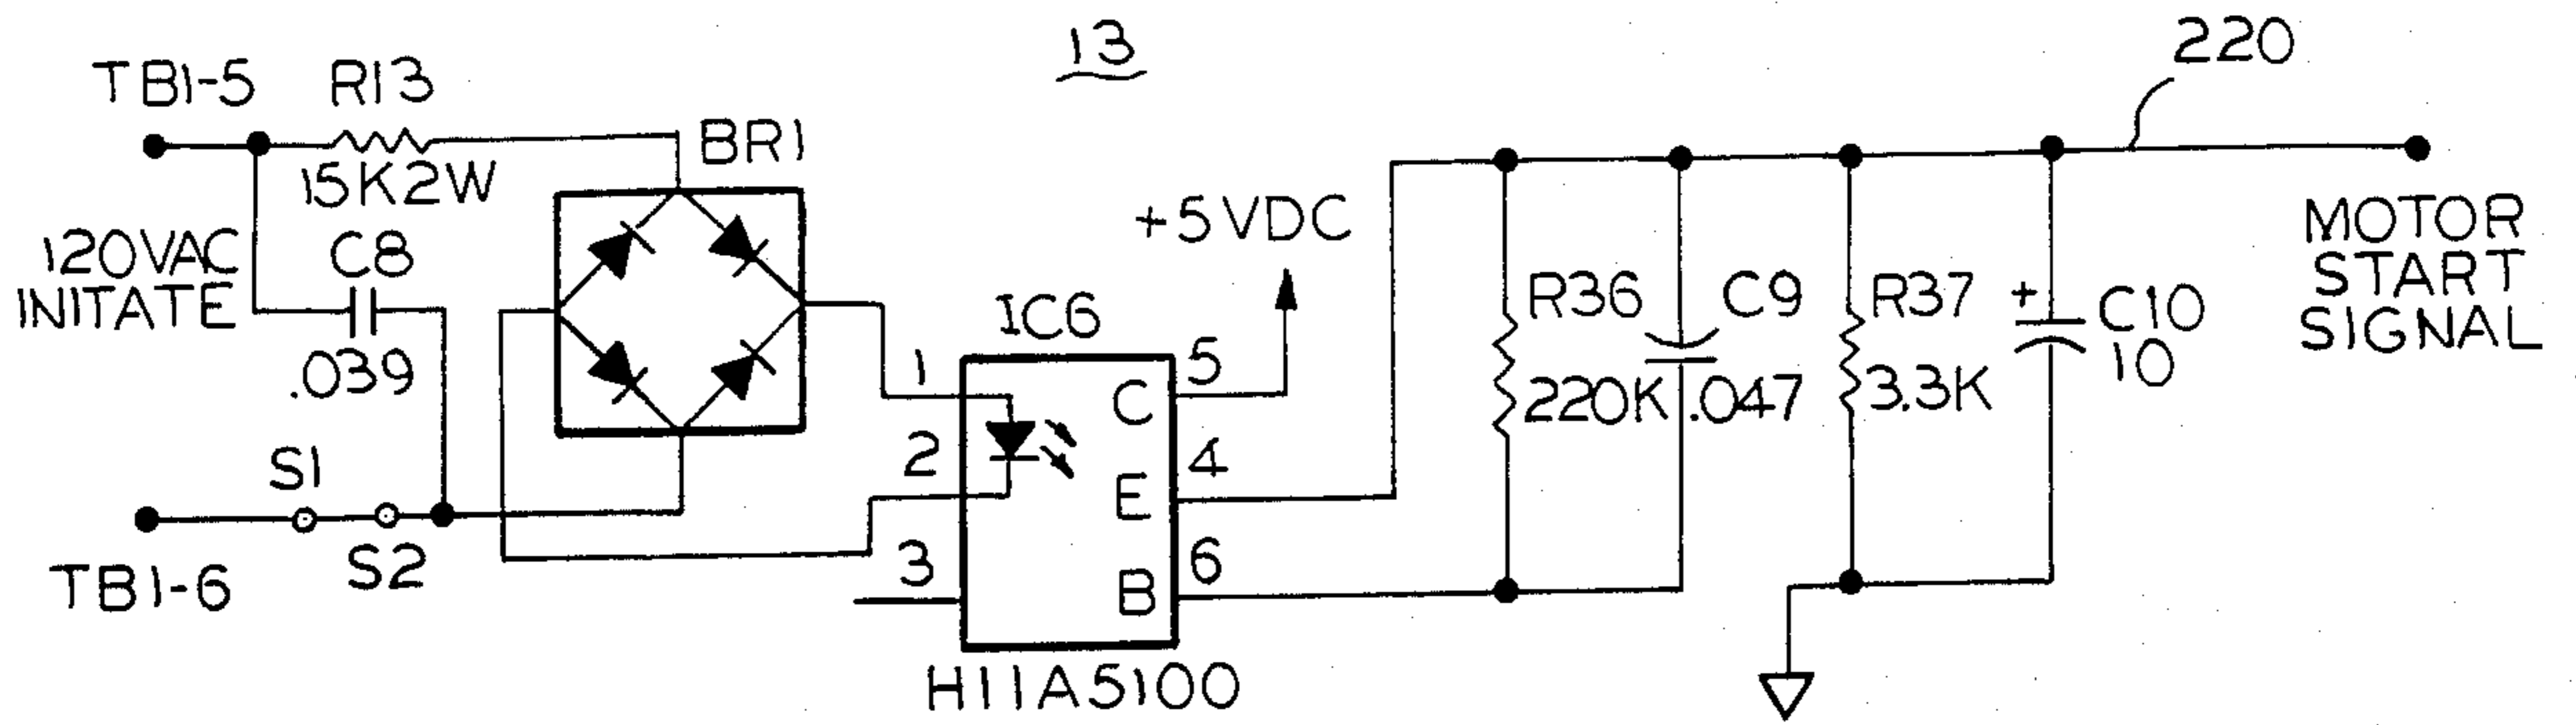 13
220
TB1-5
R13
15K2W
BR1
120VAC
INITATE
C8
.039
S1
S2
TB1-6
IC6
1
2
3
C
E
B
5
4
6
H11A5100
+5VDC
R36
220K
C9
.047
R37
3.3K
+
C10
10
MOTOR
START
SIGNAL